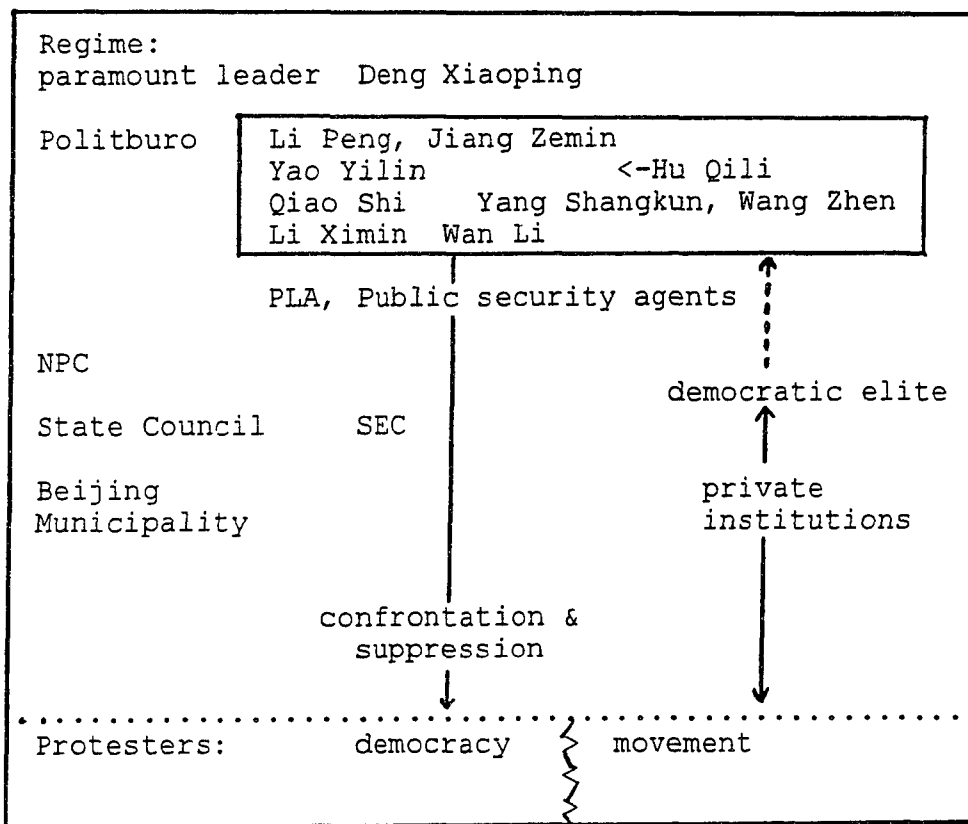 Regime:
paramount leader Deng Xiaoping
Politburo Li Peng, Jiang Zemin
Yao Yilin <-Hu Qili
Qiao Shi Yang Shangkun, Wang Zhen
Li Ximin Wan Li
PLA, Public security agents
NPC
democratic elite
State Council SEC
Beijing private
Municipality institutions
confrontation &
suppression
Protesters: democracy movement